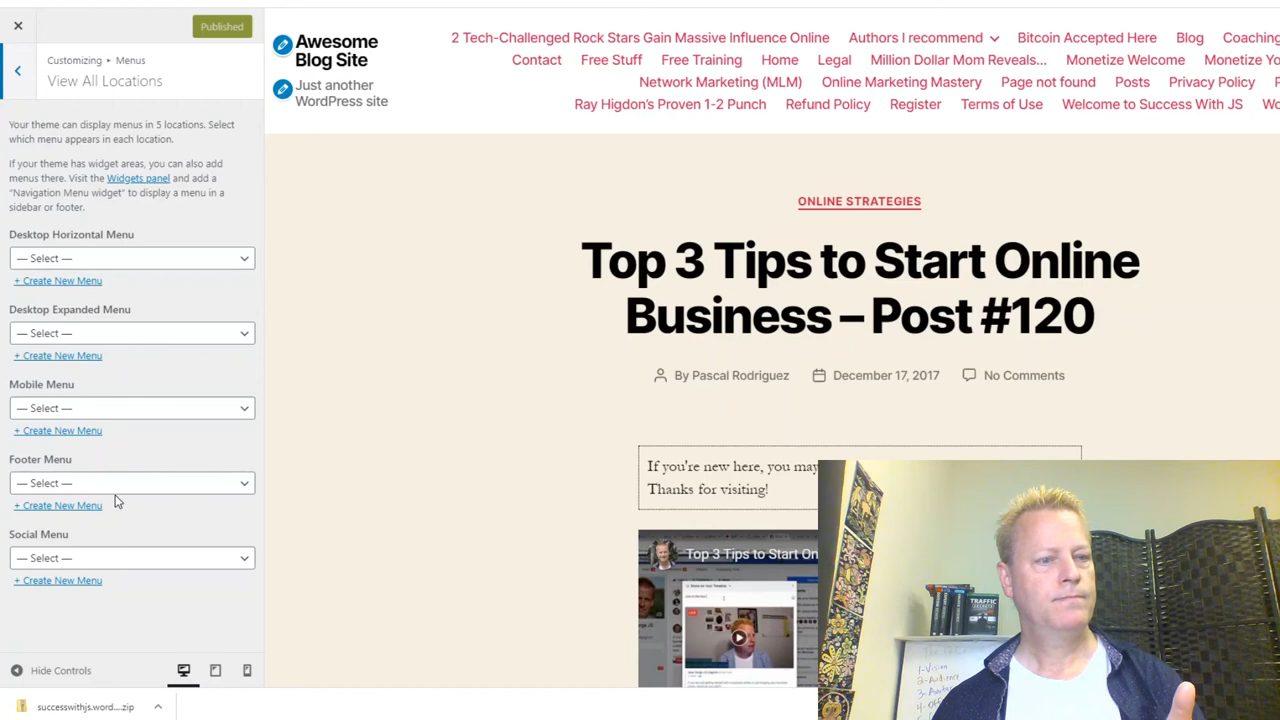 Published
Customizing ▸ Menus
View All Locations
Your theme can display menus in 5 locations. Select
which menu appears in each location.
If your theme has widget areas, you can also add
menus there. Visit the Widgets panel and add a
"Navigation Menu widget" to display a menu in a
sidebar or footer.
Desktop Horizontal Menu
— Select —
+ Create New Menu
Desktop Expanded Menu
— Select —
+ Create New Menu
Mobile Menu
— Select —
+ Create New Menu
Footer Menu
— Select —
+ Create New Menu
Social Menu
— Select —
+ Create New Menu
Hide Controls
successwithjs.word....zip
Awesome
Blog Site
Just another
WordPress site
2 Tech-Challenged Rock Stars Gain Massive Influence Online Authors I recommend Bitcoin Accepted Here Blog Coaching
Contact Free Stuff Free Training Home Legal Million Dollar Mom Reveals... Monetize Welcome Monetize Yo
Network Marketing (MLM) Online Marketing Mastery Page not found Posts Privacy Policy P
Ray Higdon's Proven 1-2 Punch Refund Policy Register Terms of Use Welcome to Success With JS Wo
ONLINE STRATEGIES
Top 3 Tips to Start Online
Business – Post #120
By Pascal Rodriguez December 17, 2017 No Comments
If you're new here, you may
Thanks for visiting!
Top 3 Tips to Start On
TRAFFIC
SECRETS
1-Vision
2-Audience